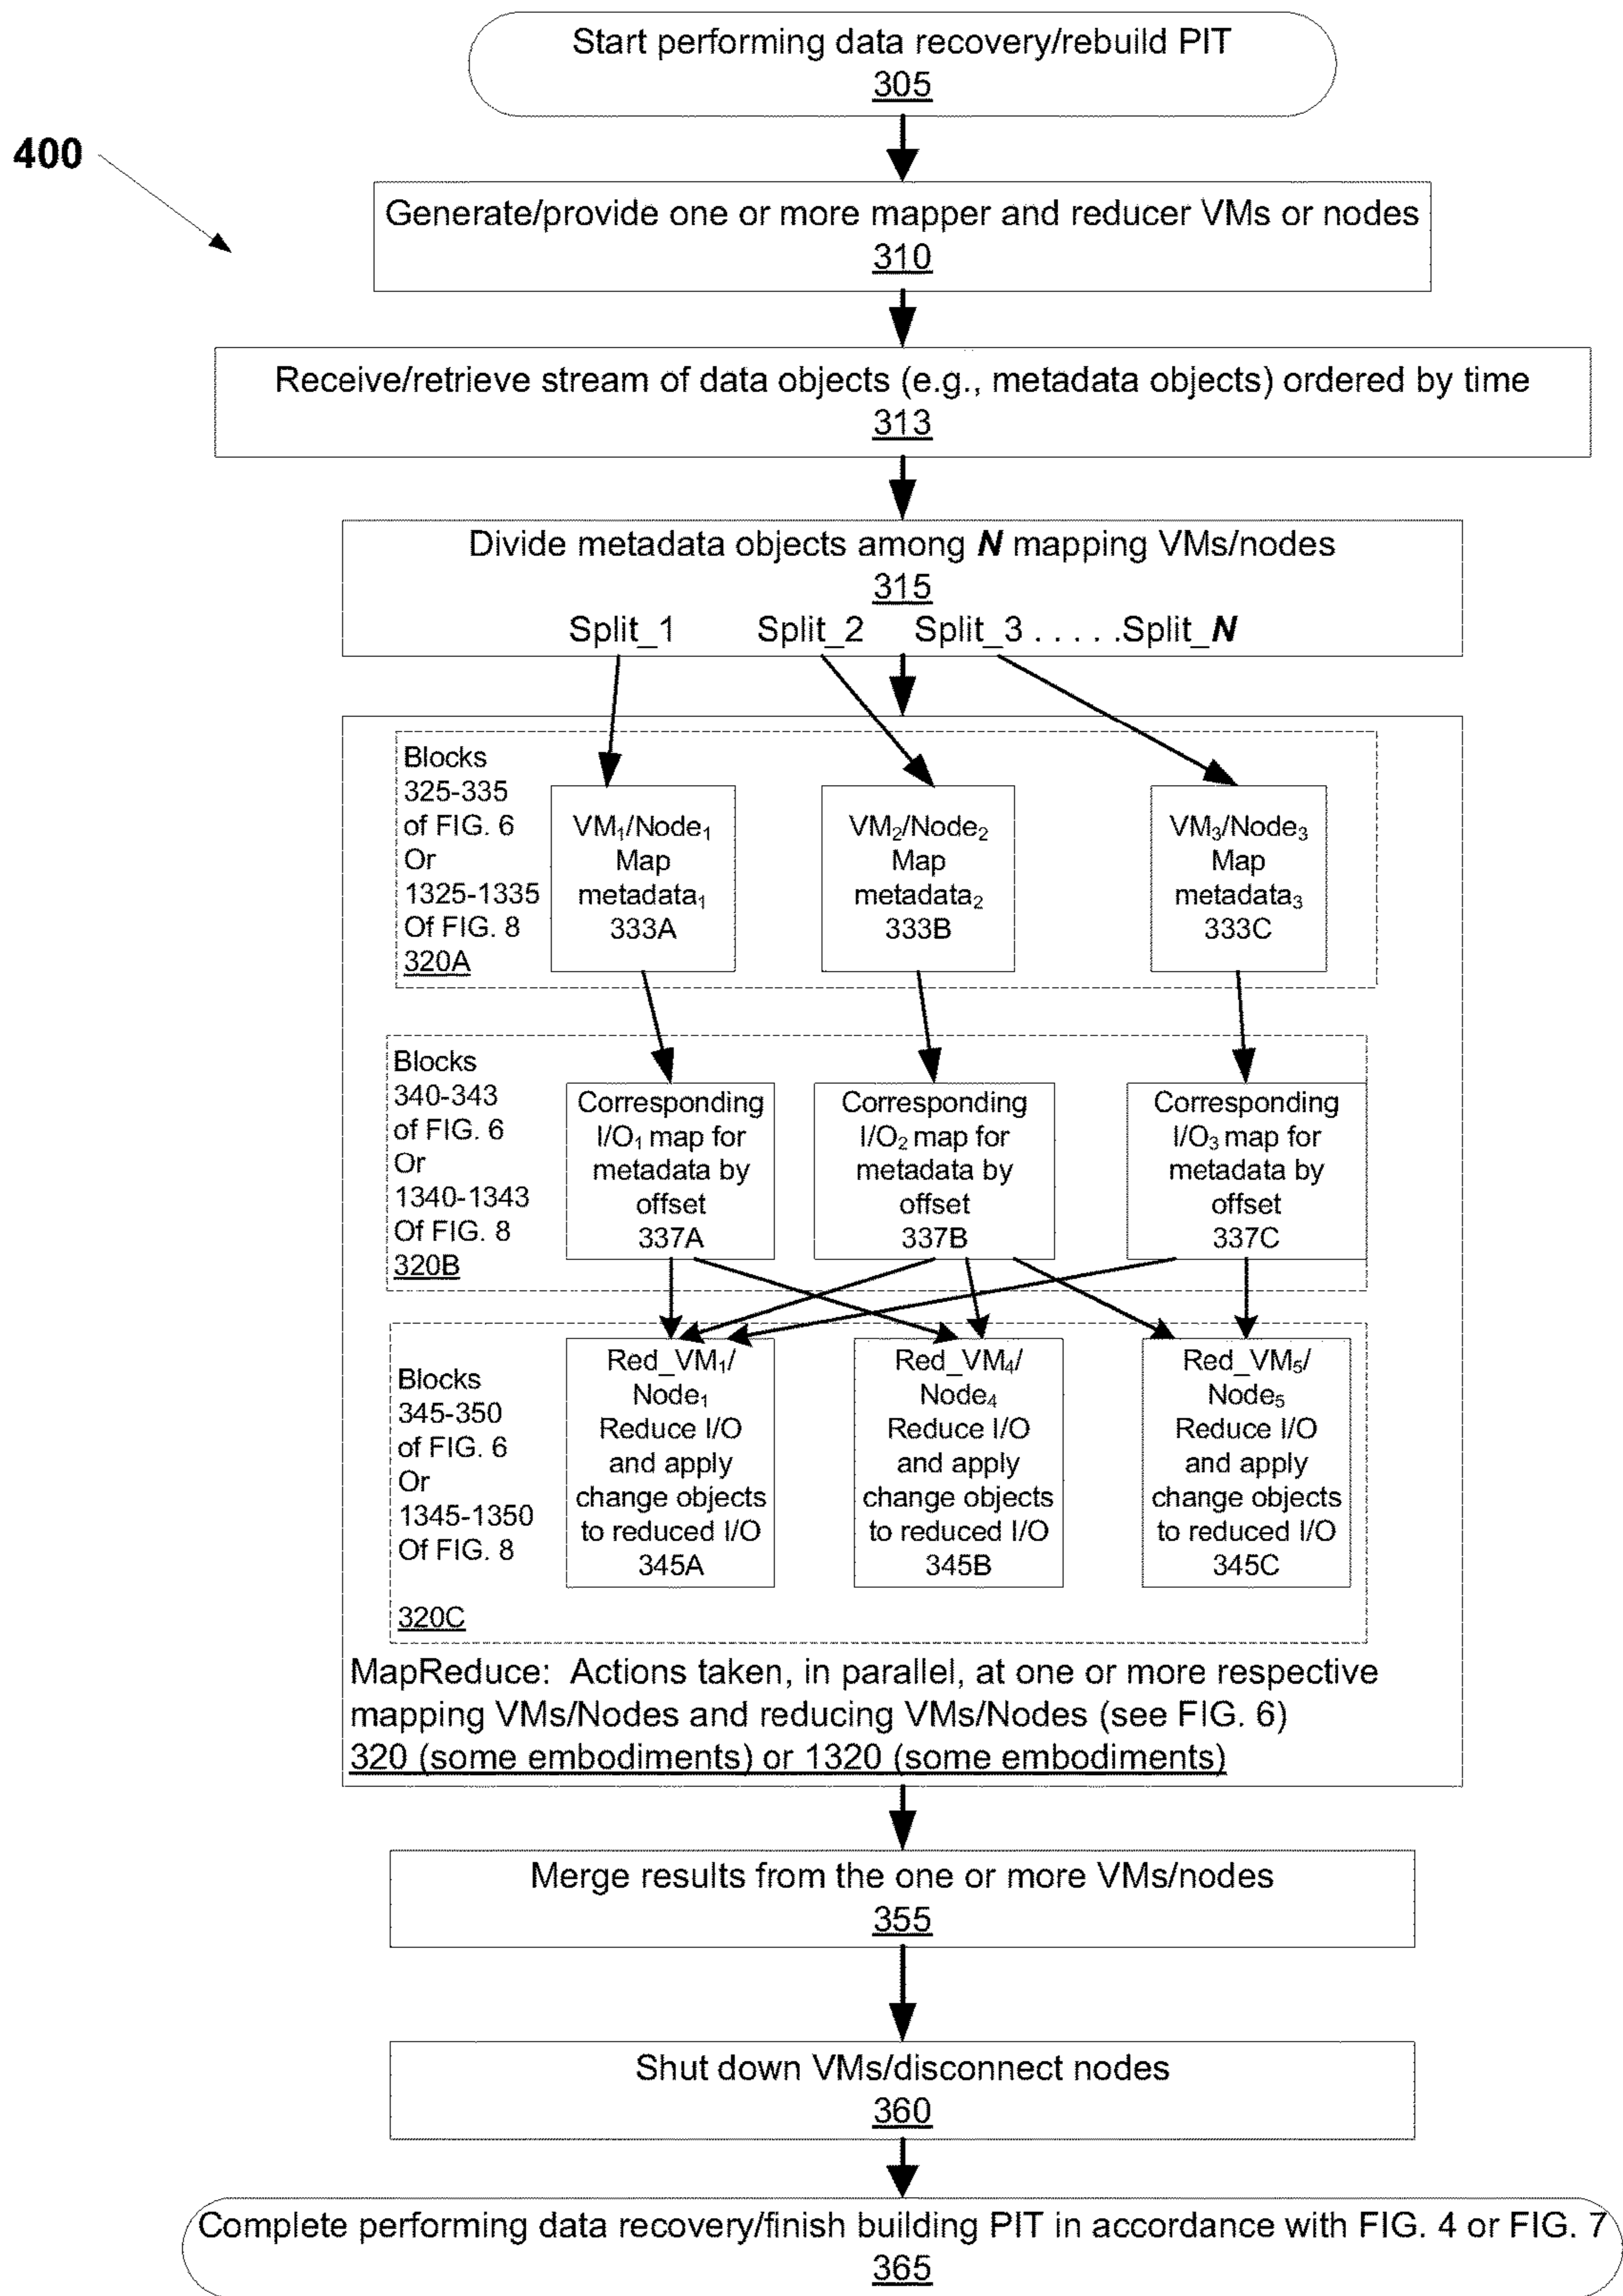 Start performing data recovery/rebuild PIT
305
400
Generate/provide one or more mapper and reducer VMs or nodes
310
Receive/retrieve stream of data objects (e.g., metadata objects) ordered by time
313
Divide metadata objects among N mapping VMs/nodes
315
Split_1 Split_2 Split_3 . . . . .Split_N
Blocks
325-335
of FIG. 6
Or
1325-1335
Of FIG. 8
320A
VM₁/Node₁
Map
metadata₁
333A
VM₂/Node₂
Map
metadata₂
333B
VM₃/Node₃
Map
metadata₃
333C
Blocks
340-343
of FIG. 6
Or
1340-1343
Of FIG. 8
320B
Corresponding
I/O₁ map for
metadata by
offset
337A
Corresponding
I/O₂ map for
metadata by
offset
337B
Corresponding
I/O₃ map for
metadata by
offset
337C
Blocks
345-350
of FIG. 6
Or
1345-1350
Of FIG. 8
320C
Red_VM₁/
Node₁
Reduce I/O
and apply
change objects
to reduced I/O
345A
Red_VM₄/
Node₄
Reduce I/O
and apply
change objects
to reduced I/O
345B
Red_VM₅/
Node₅
Reduce I/O
and apply
change objects
to reduced I/O
345C
MapReduce: Actions taken, in parallel, at one or more respective
mapping VMs/Nodes and reducing VMs/Nodes (see FIG. 6)
320 (some embodiments) or 1320 (some embodiments)
Merge results from the one or more VMs/nodes
355
Shut down VMs/disconnect nodes
360
Complete performing data recovery/finish building PIT in accordance with FIG. 4 or FIG. 7
365